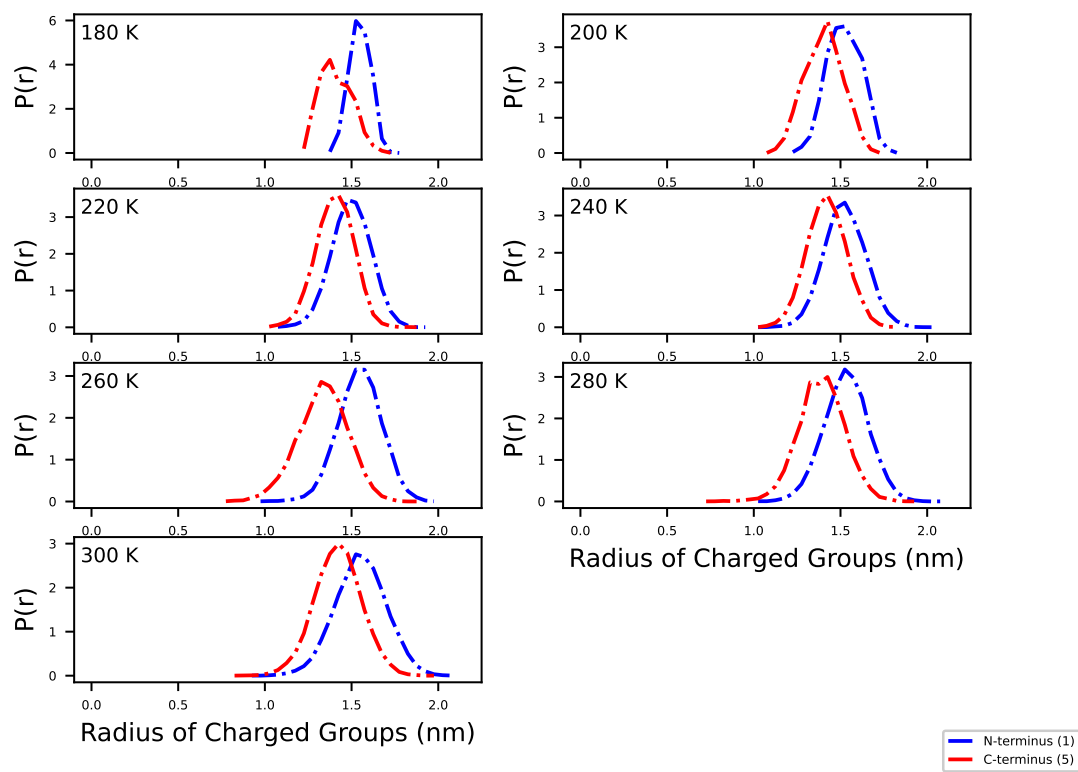 180 K
P(r)
6
4
2
0
0.0 0.5 1.0 1.5 2.0
200 K
P(r)
3
2
1
0
0.0 0.5 1.0 1.5 2.0
220 K
P(r)
3
2
1
0
0.0 0.5 1.0 1.5 2.0
240 K
P(r)
3
2
1
0
0.0 0.5 1.0 1.5 2.0
260 K
P(r)
3
2
1
0
0.0 0.5 1.0 1.5 2.0
280 K
P(r)
3
2
1
0
0.0 0.5 1.0 1.5 2.0
Radius of Charged Groups (nm)
300 K
P(r)
3
2
1
0
0.0 0.5 1.0 1.5 2.0
Radius of Charged Groups (nm)
N-terminus (1)
C-terminus (5)